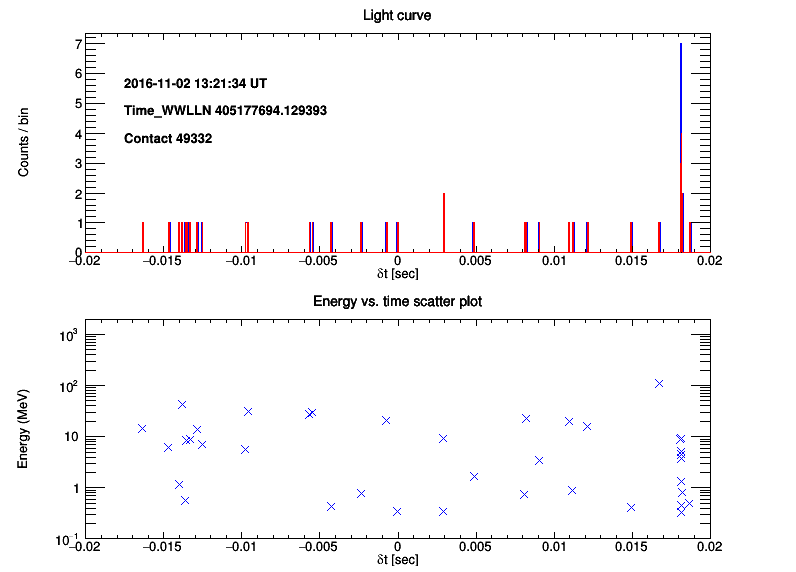 Light curve
Counts / bin
7
6
5
4
3
2
1
0
2016-11-02 13:21:34 UT
Time_WWLLN 405177694.129393
Contact 49332
−0.02 −0.015 −0.01 −0.005 0 0.005 0.01 0.015 0.02
δt [sec]
Energy vs. time scatter plot
Energy (MeV)
10³
10²
10
1
10⁻¹
−0.02 −0.015 −0.01 −0.005 0 0.005 0.01 0.015 0.02
δt [sec]